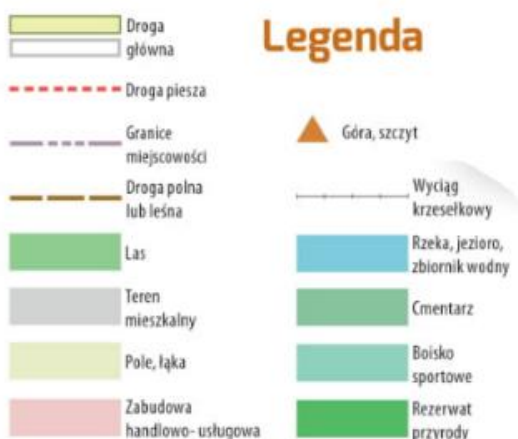 Legenda
Droga
główna
Droga piesza
Granice
miejscowości
Droga polna
lub leśna
Las
Teren
mieszkalny
Pole, łąka
Zabudowa
handlowo- usługowa
Góra, szczyt
Wyciąg
krzesełkowy
Rzeka, jezioro,
zbiornik wodny
Cmentarz
Boisko
sportowe
Rezerwat
przyrody